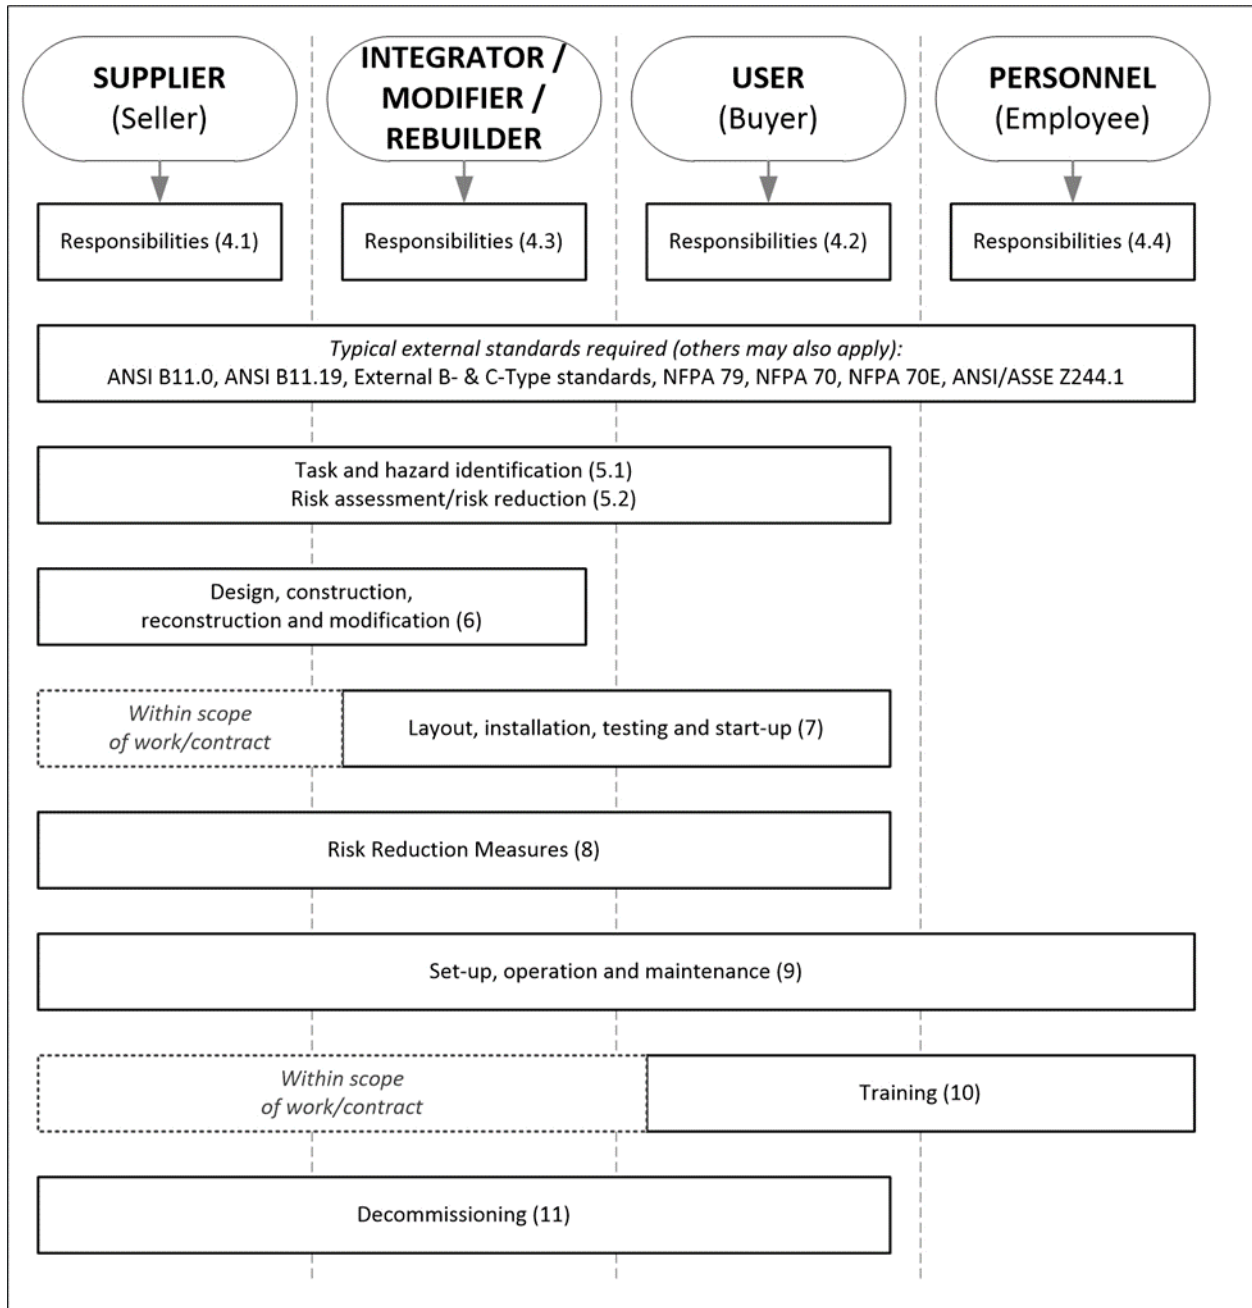 SUPPLIER
(Seller)
INTEGRATOR /
MODIFIER /
REBUILDER
USER
(Buyer)
PERSONNEL
(Employee)
Responsibilities (4.1)
Responsibilities (4.3)
Responsibilities (4.2)
Responsibilities (4.4)
Typical external standards required (others may also apply):
ANSI B11.0, ANSI B11.19, External B- & C-Type standards, NFPA 79, NFPA 70, NFPA 70E, ANSI/ASSE Z244.1
Task and hazard identification (5.1)
Risk assessment/risk reduction (5.2)
Design, construction,
reconstruction and modification (6)
Within scope
of work/contract
Layout, installation, testing and start-up (7)
Risk Reduction Measures (8)
Set-up, operation and maintenance (9)
Within scope
of work/contract
Training (10)
Decommissioning (11)